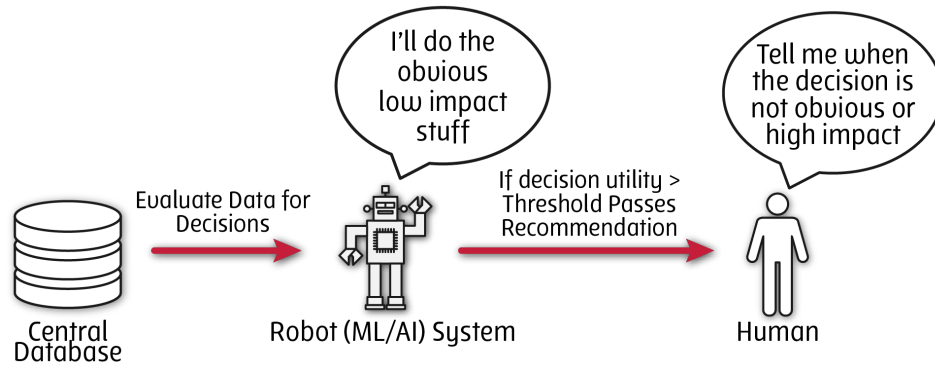 I'll do the
obvious
low impact
stuff
Tell me when
the decision is
not obvious or
high impact
Evaluate Data for
Decisions
If decision utility >
Threshold Passes
Recommendation
Central
Database
Robot (ML/AI) System
Human